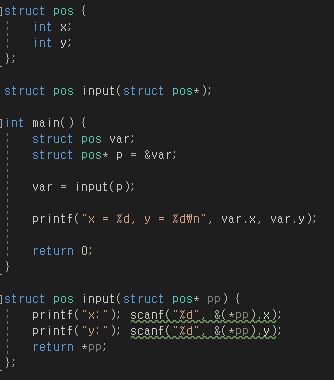 struct pos {
    int x;
    int y;
};
struct pos input(struct pos*);
int main() {
    struct pos var;
    struct pos* p = &var;
    var = input(p);
    printf("x = %d, y = %d₩n", var.x, var.y);
    return 0;
}
struct pos input(struct pos* pp) {
    printf("x:"); scanf("%d", &(*pp).x);
    printf("y:"); scanf("%d", &(*pp).y);
    return *pp;
};